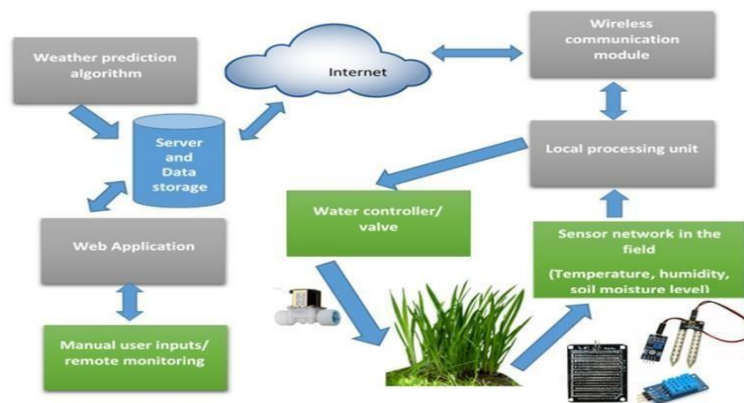 Weather prediction
algorithm
Internet
Wireless
communication
module
Server
and
Data
storage
Local processing unit
Water controller/
valve
Web Application
Sensor network in the
field
(Temperature, humidity,
soil moisture level)
Manual user inputs/
remote monitoring